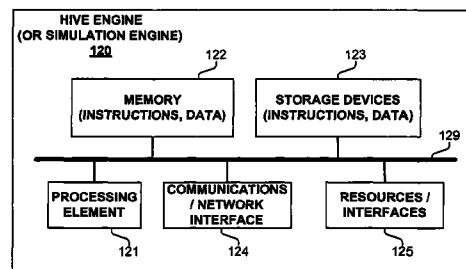 HIVE ENGINE
(OR SIMULATION ENGINE)
120
122
123
MEMORY
(INSTRUCTIONS, DATA)
STORAGE DEVICES
(INSTRUCTIONS, DATA)
129
PROCESSING
ELEMENT
COMMUNICATIONS
/ NETWORK
INTERFACE
RESOURCES /
INTERFACES
121
124
125